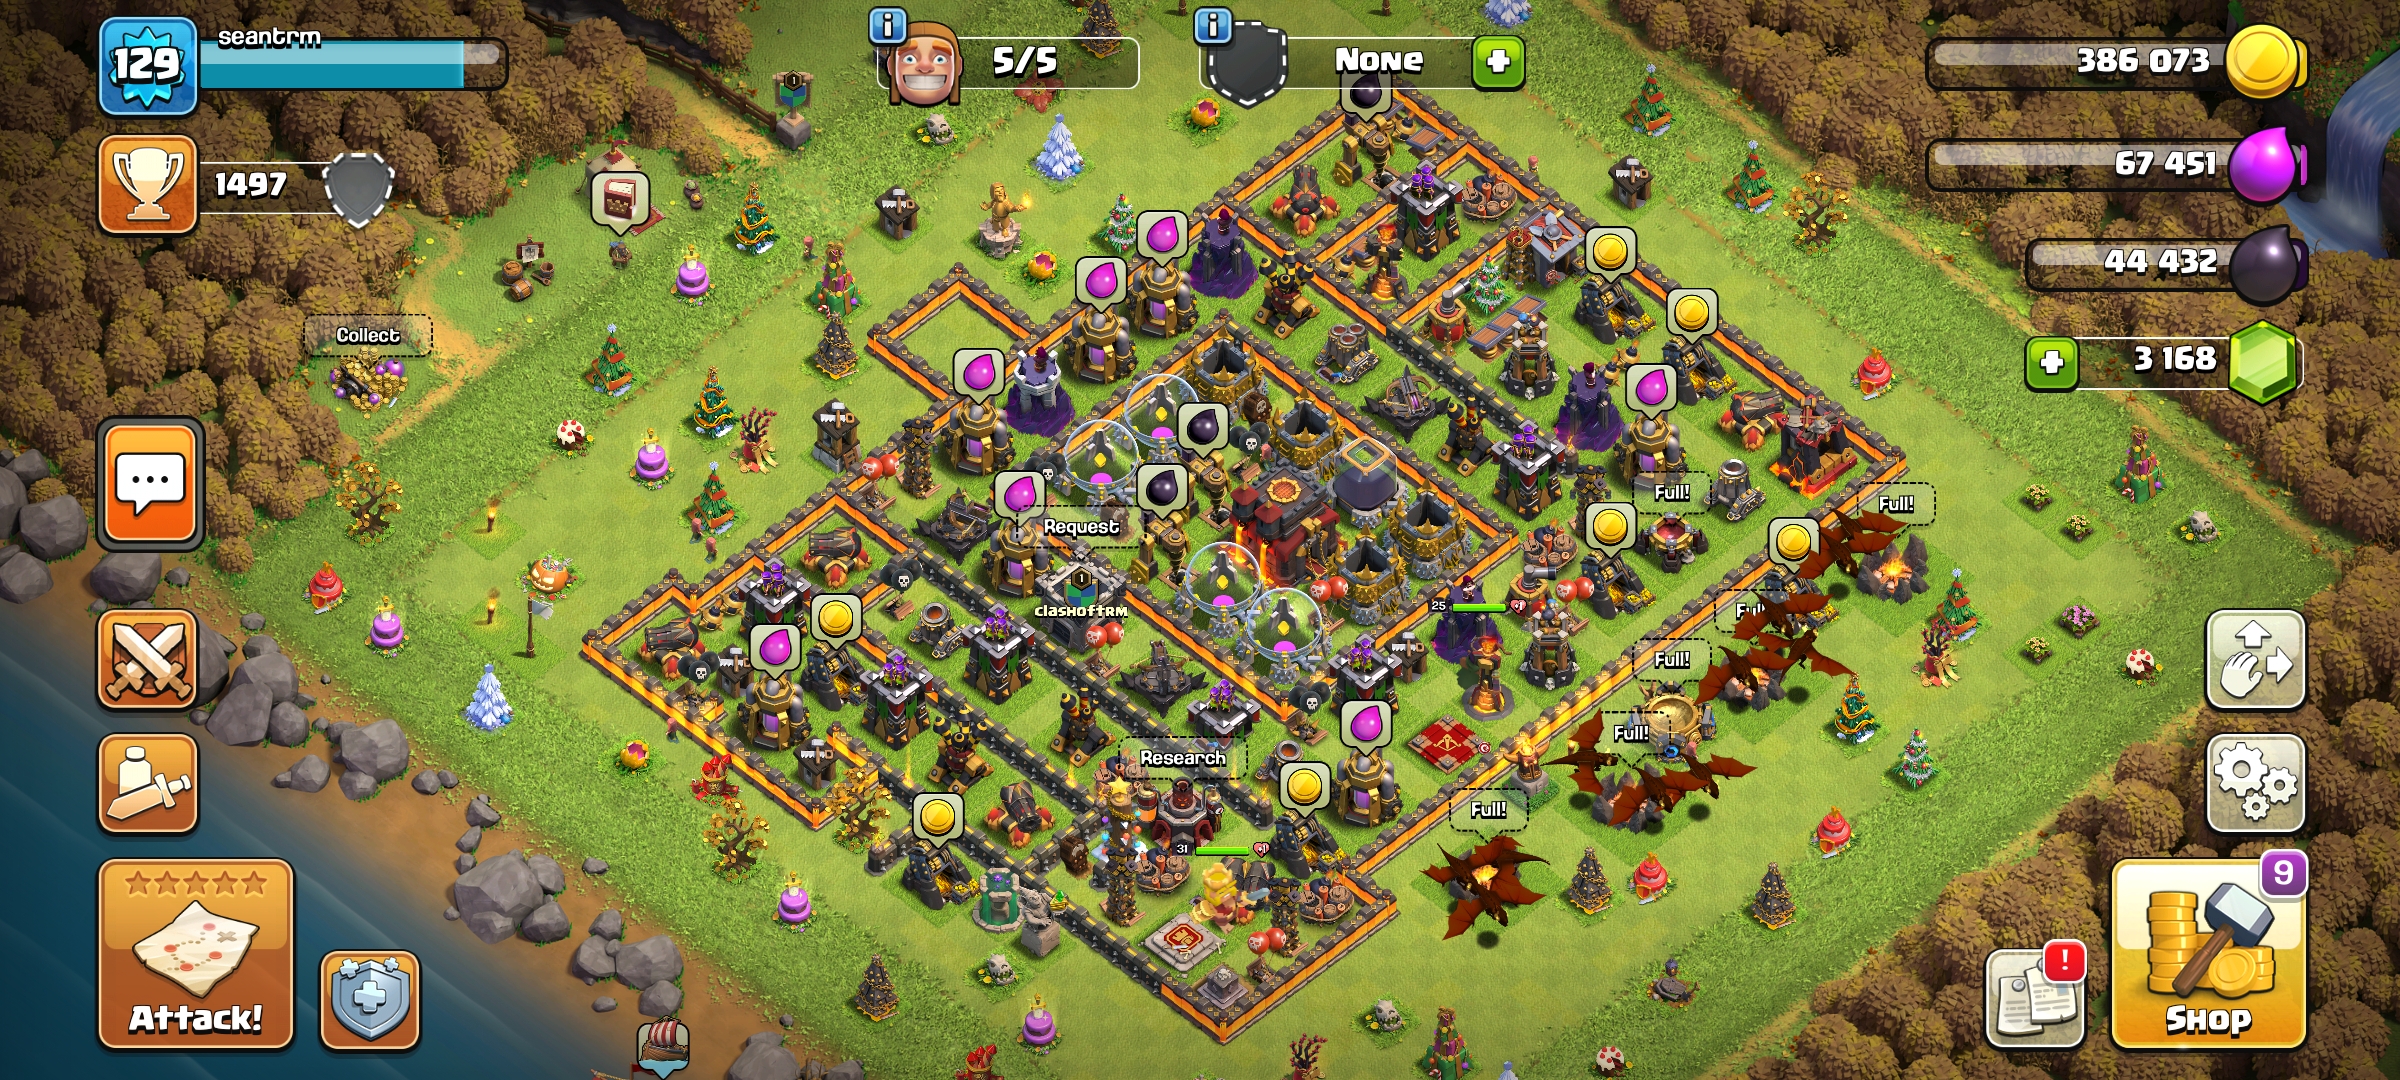 129
seantrm
5/5
None
386 073
1497
67 451
44 432
3 168
Collect
Full!
Full!
Request
clashofTRM
25
Full!
Full!
Research
Full!
31
9
!
Attack!
Shop